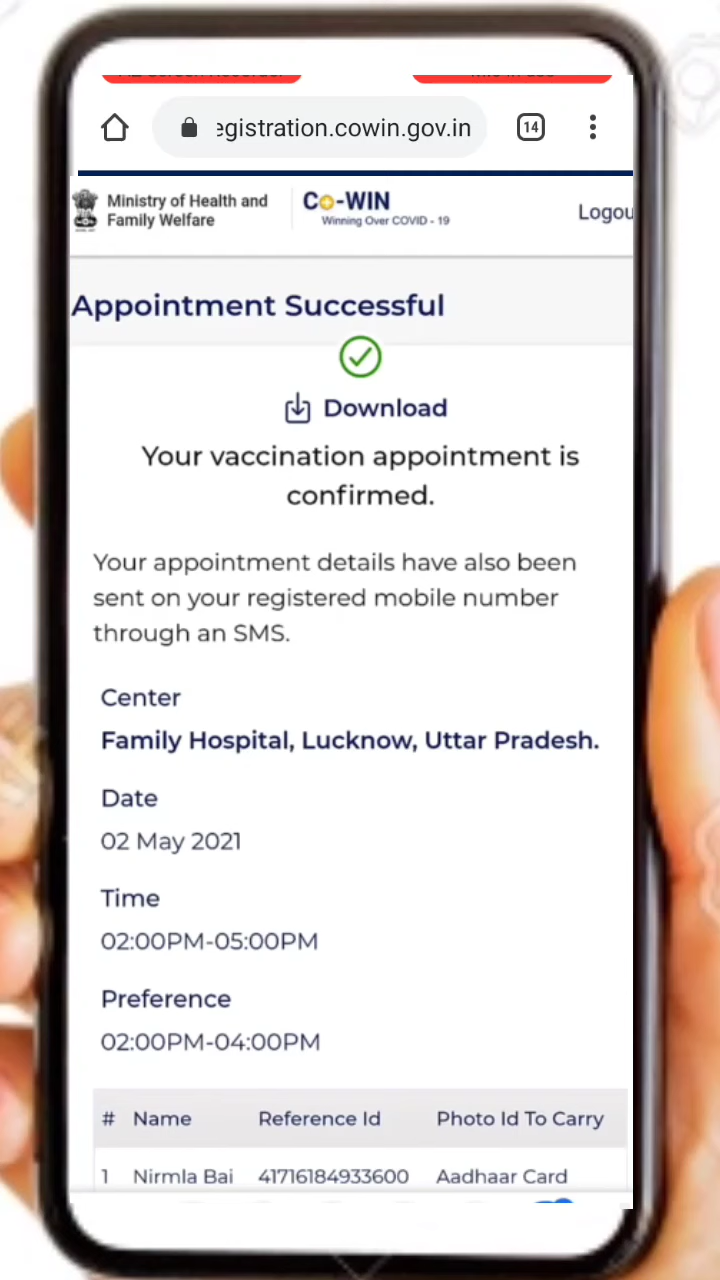 egistration.cowin.gov.in
14
Ministry of Health and
Family Welfare
Co-WIN
Winning Over COVID - 19
Logou
Appointment Successful
Download
Your vaccination appointment is
confirmed.
Your appointment details have also been
sent on your registered mobile number
through an SMS.
Center
Family Hospital, Lucknow, Uttar Pradesh.
Date
02 May 2021
Time
02:00PM-05:00PM
Preference
02:00PM-04:00PM
# Name Reference Id Photo Id To Carry
1 Nirmla Bai 41716184933600 Aadhaar Card